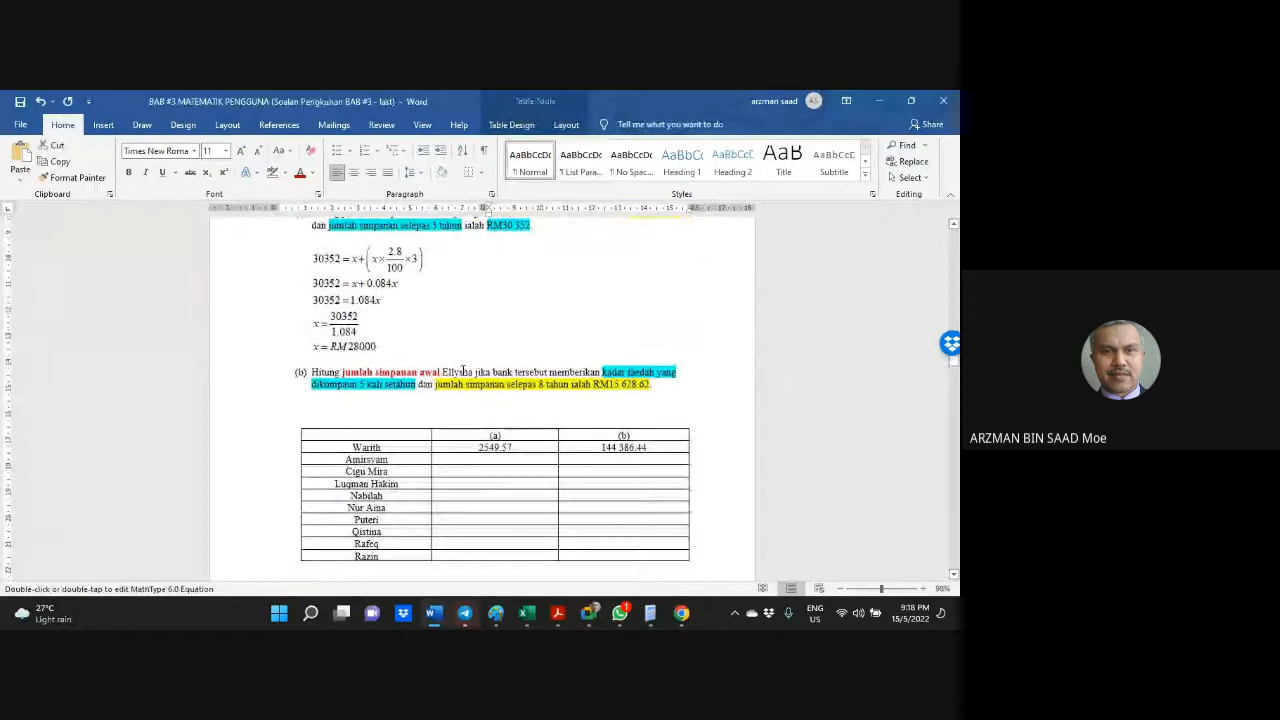 BAB #3 MATEMATIK PENGGUNA (Soalan Pengkuhan BAB #3 - last) - Word
Table Tools
arzman saad
AS
File
Home
Insert
Draw
Design
Layout
References
Mailings
Review
View
Help
Table Design
Layout
Tell me what you want to do
Share
Paste
Cut
Copy
Format Painter
Clipboard
Times New Roma
11
Font
Paragraph
AaBbCcDc
¶ Normal
AaBbCcDc
¶ List Para...
AaBbCcDc
¶ No Spac...
AaBbCc
Heading 1
AaBbCcC
Heading 2
AaB
Title
AaBbCcC
Subtitle
Styles
Find
Replace
Select
Editing
dan jumlah simpanan selepas 3 tahun ialah RM30 352.
30352 = x + ( x × 2.8/100 × 3 )
30352 = x + 0.084x
30352 = 1.084x
x = 30352/1.084
x = RM 28000
(b) Hitung jumlah simpanan awal Ellysha jika bank tersebut memberikan kadar faedah yang
dikompaun 5 kali setahun dan jumlah simpanan selepas 8 tahun ialah RM15 628.62.
(a) (b)
Warith 2549.57 144 386.44
Amirsyam
Cigu Mira
Luqman Hakim
Nabilah
Nur Aina
Puteri
Qistina
Rafeq
Razin
Double-click or double-tap to edit MathType 6.0 Equation
98%
27°C
Light rain
ENG
US
9:18 PM
15/5/2022
ARZMAN BIN SAAD Moe